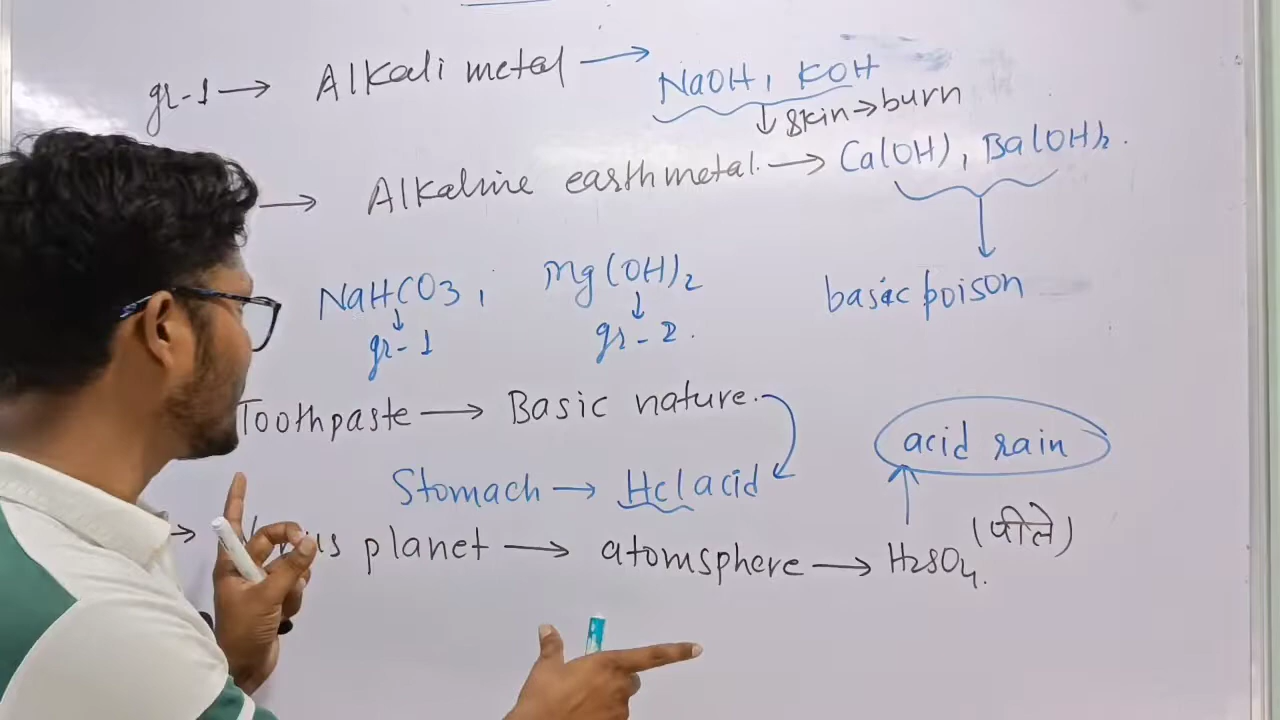 gr-1 → Alkali metal → NaOH, KOH
↓ skin → burn
→ Alkaline earth metal. → Ca(OH), Ba(OH)2.
↓
NaHCO3, Mg(OH)2 basic poison
↓ ↓
gr-1 gr-2.
Toothpaste → Basic nature.
acid rain
Stomach → Hcl acid
(पीले)
→ planet → atomsphere → H2SO4.